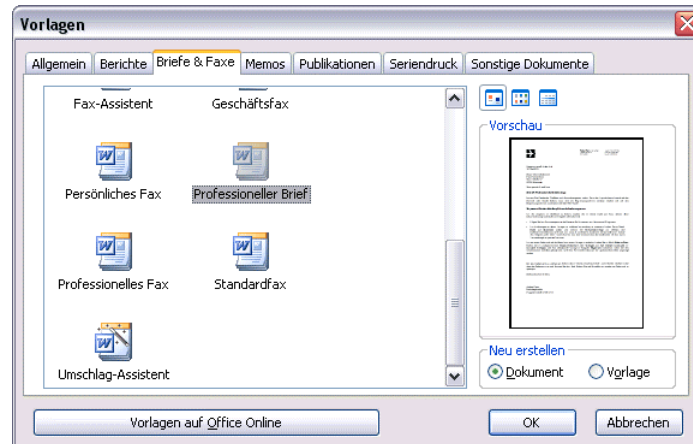 Vorlagen
Allgemein Berichte Briefe & Faxe Memos Publikationen Seriendruck Sonstige Dokumente
Fax-Assistent Geschäftsfax
Persönliches Fax Professioneller Brief
Professionelles Fax Standardfax
Umschlag-Assistent
Vorschau
Neu erstellen
Dokument Vorlage
Vorlagen auf Office Online OK Abbrechen